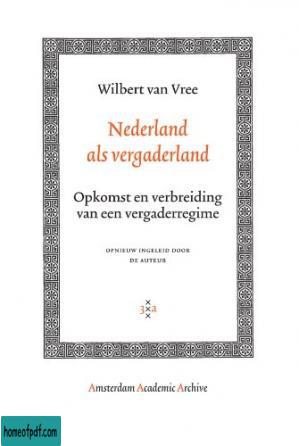 Wilbert van Vree
Nederland
als vergaderland
Opkomst en verbreiding
van een vergaderregime
OPNIEUW INGELEID DOOR
DE AUTEUR
3 × a
Amsterdam Academic Archive
homeofpdf.com